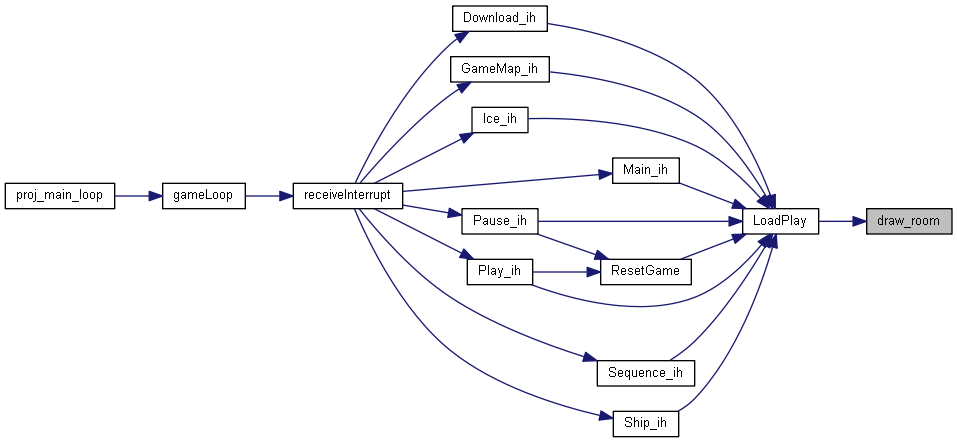 Download_ih
GameMap_ih
Ice_ih
Main_ih
proj_main_loop
gameLoop
receiveInterrupt
Pause_ih
LoadPlay
draw_room
Play_ih
ResetGame
Sequence_ih
Ship_ih